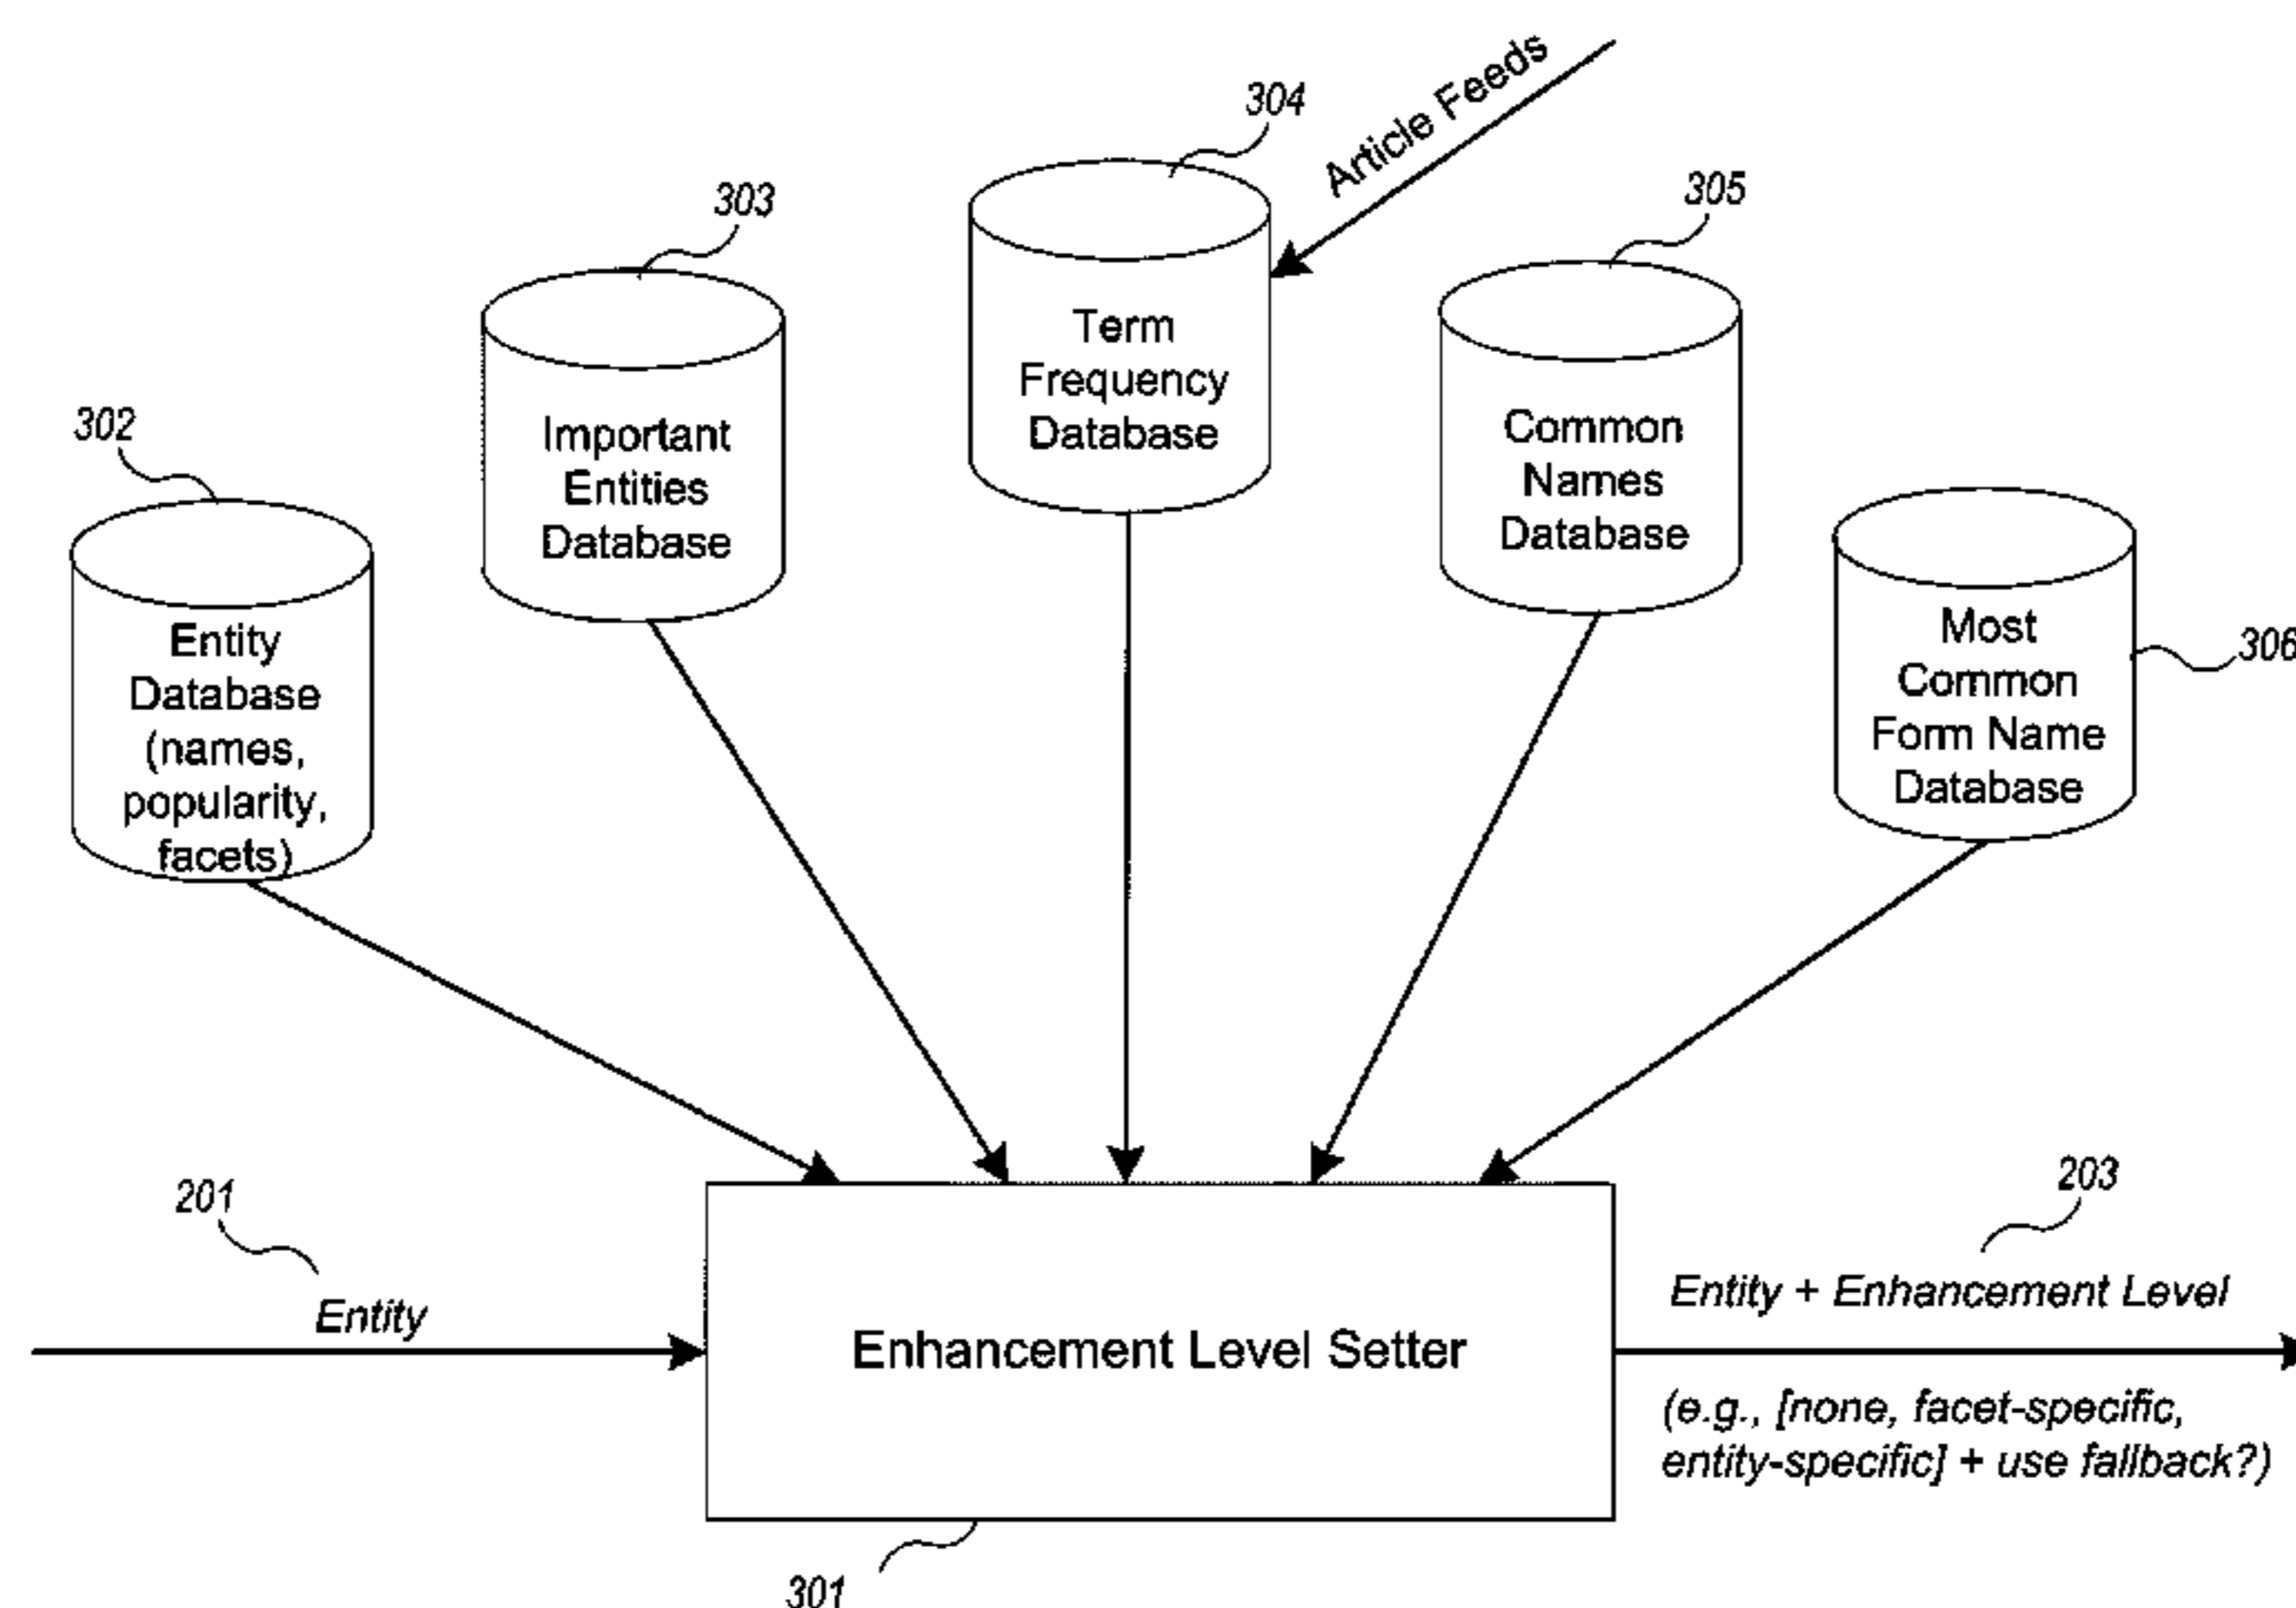 Article Feeds
304
303
305
Term
Frequency
Database
302
Important
Entities
Database
Common
Names
Database
Entity
Database
(names,
popularity,
facets)
Most
Common
Form Name
Database
306
201
203
Entity
Entity + Enhancement Level
Enhancement Level Setter
(e.g., [none, facet-specific,
entity-specific] + use fallback?)
301